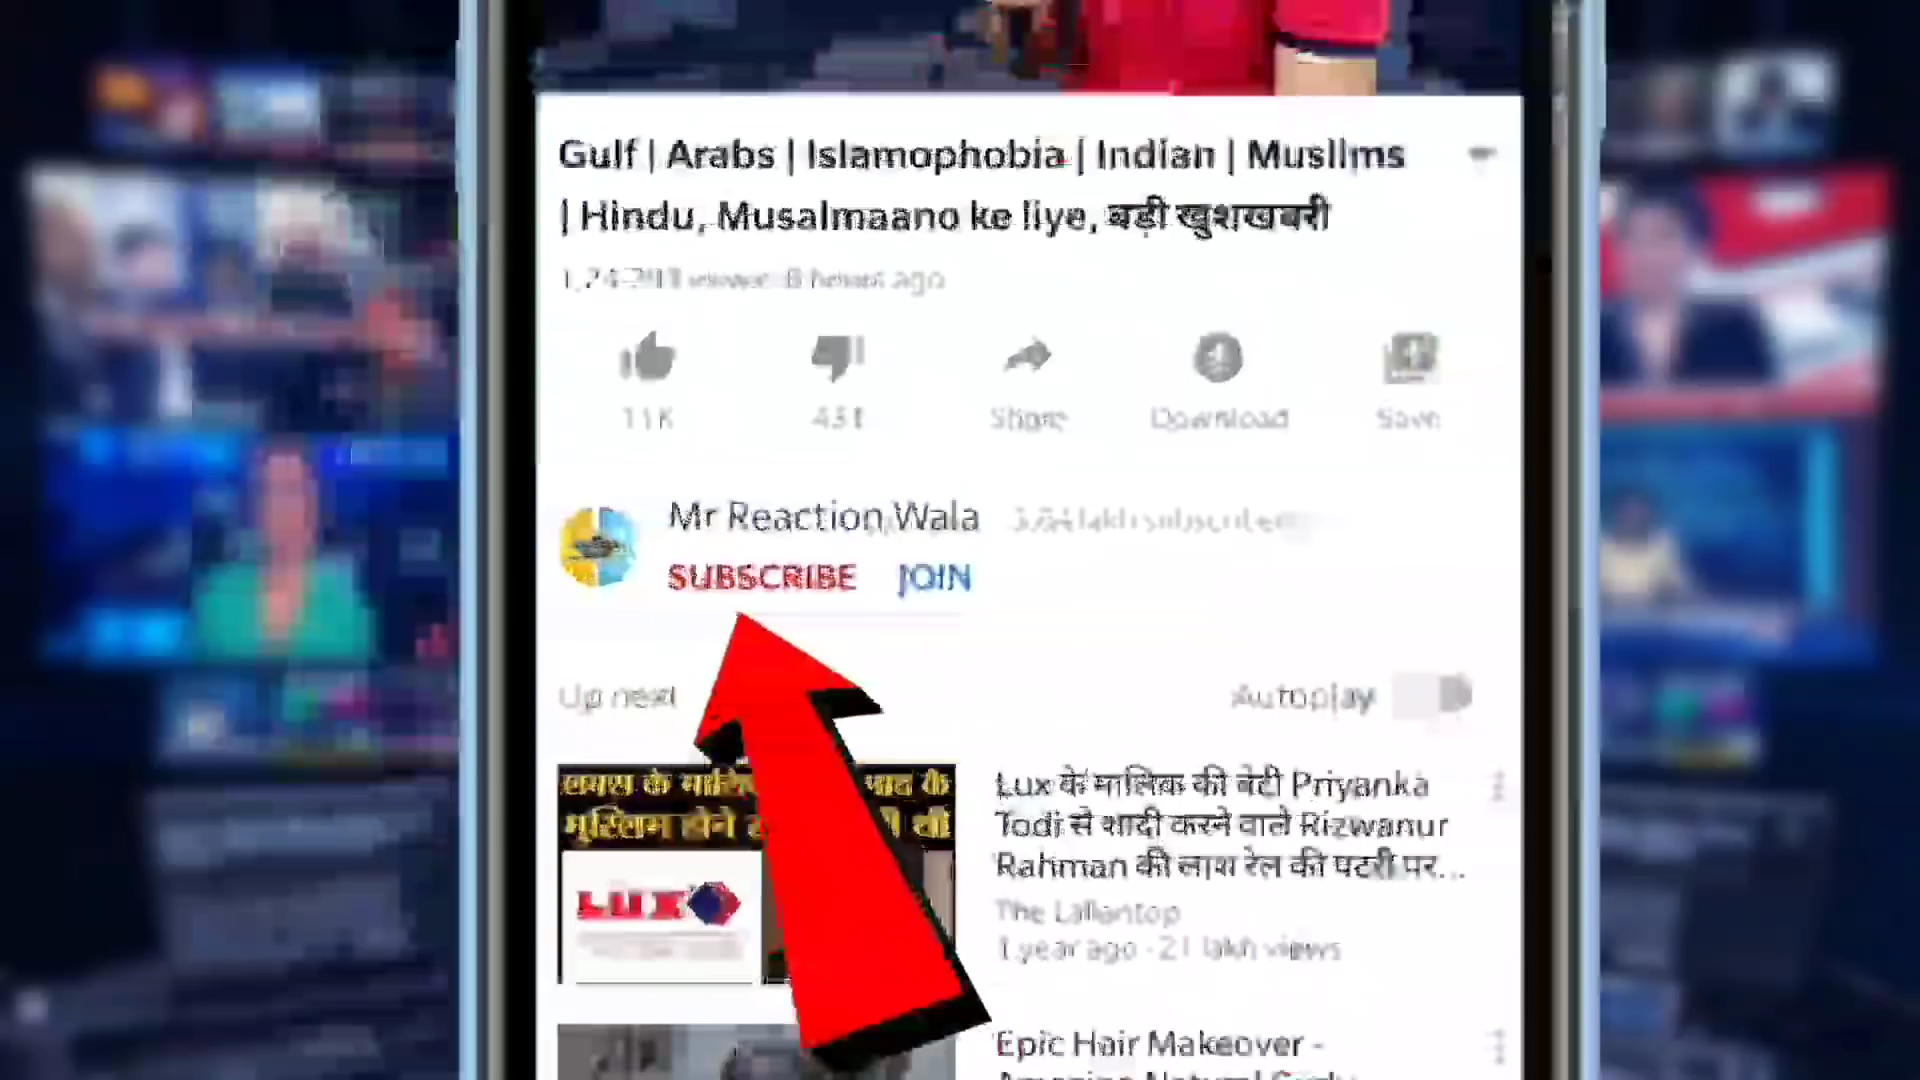 Gulf | Arabs | Islamophobia | Indian | Muslims
| Hindu, Musalmaano ke liye, बड़ी खुशखबरी
hours ago
11K
Share
Download
Save
Mr Reaction Wala
SUBSCRIBE JOIN
Up next
Autoplay
के
के
मुस्लिम होने
थी
LUX
Lux के मालिक की बेटी Priyanka
Todi से शादी करने वाले Rizwanur
Rahman की लाश रेल की पटरी पर...
The Lallantop
1 year ago · 21 lakh views
Epic Hair Makeover -